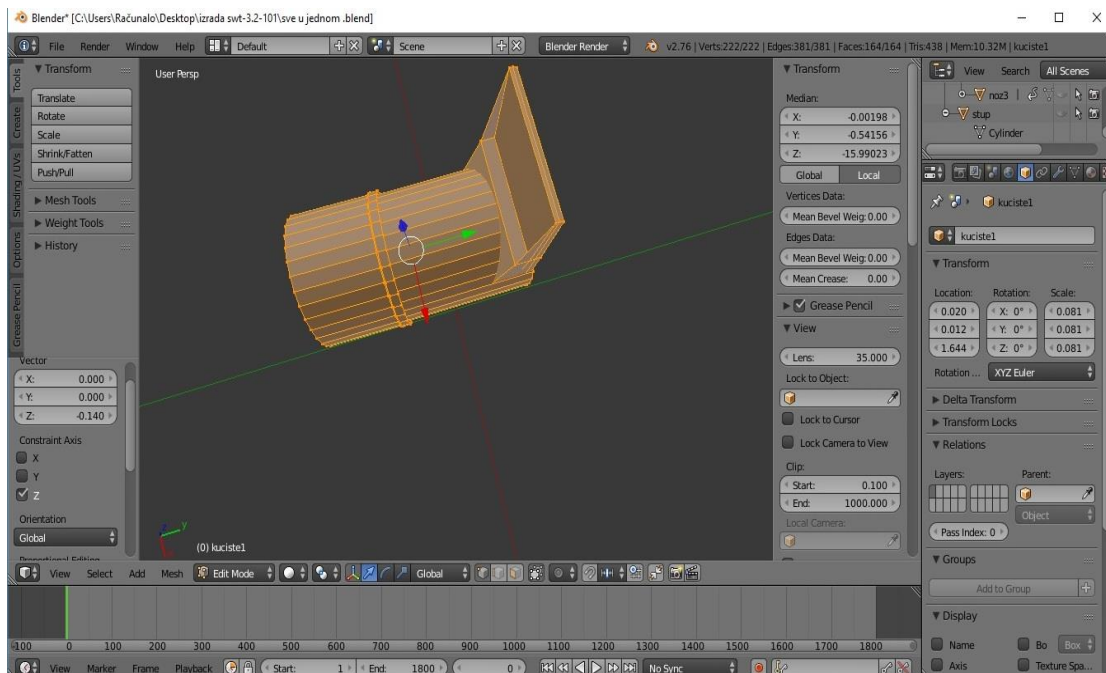 Blender* [C:\Users\Računalo\Desktop\izrada swt-3.2-101\sve u jednom .blend]
File Render Window Help Default Scene Blender Render v2.76 | Verts:222/222 | Edges:381/381 | Faces:164/164 | Tris:438 | Mem:10.32M | kuciste1
Tools
Create
Shading / UVs
Options
Grease Pencil
Transform
Translate
Rotate
Scale
Shrink/Fatten
Push/Pull
Mesh Tools
Weight Tools
History
Vector
X: 0.000
Y: 0.000
Z: -0.140
Constraint Axis
X
Y
Z
Orientation
Global
Proportional Editing
User Persp
(0) kuciste1
Transform
Median:
X: -0.00198
Y: -0.54156
Z: -15.99023
Global Local
Vertices Data:
Mean Bevel Weig: 0.00
Edges Data:
Mean Bevel Weig: 0.00
Mean Crease: 0.00
Grease Pencil
View
Lens: 35.000
Lock to Object:
Lock to Cursor
Lock Camera to View
Clip:
Start: 0.100
End: 1000.000
Local Camera:
View Search All Scenes
noz3
stup
Cylinder
kuciste1
kuciste1
Transform
Location: Rotation: Scale:
0.020 X: 0° 0.081
0.012 Y: 0° 0.081
1.644 Z: 0° 0.081
Rotation ... XYZ Euler
Delta Transform
Transform Locks
Relations
Layers: Parent:
Object
Pass Index: 0
Groups
Add to Group
Display
Name Bo Box
Axis Texture Spa...
View Select Add Mesh Edit Mode Global
-100 0 100 200 300 400 500 600 700 800 900 1000 1100 1200 1300 1400 1500 1600 1700 1800
View Marker Frame Playback Start: 1 End: 1800 0 No Sync